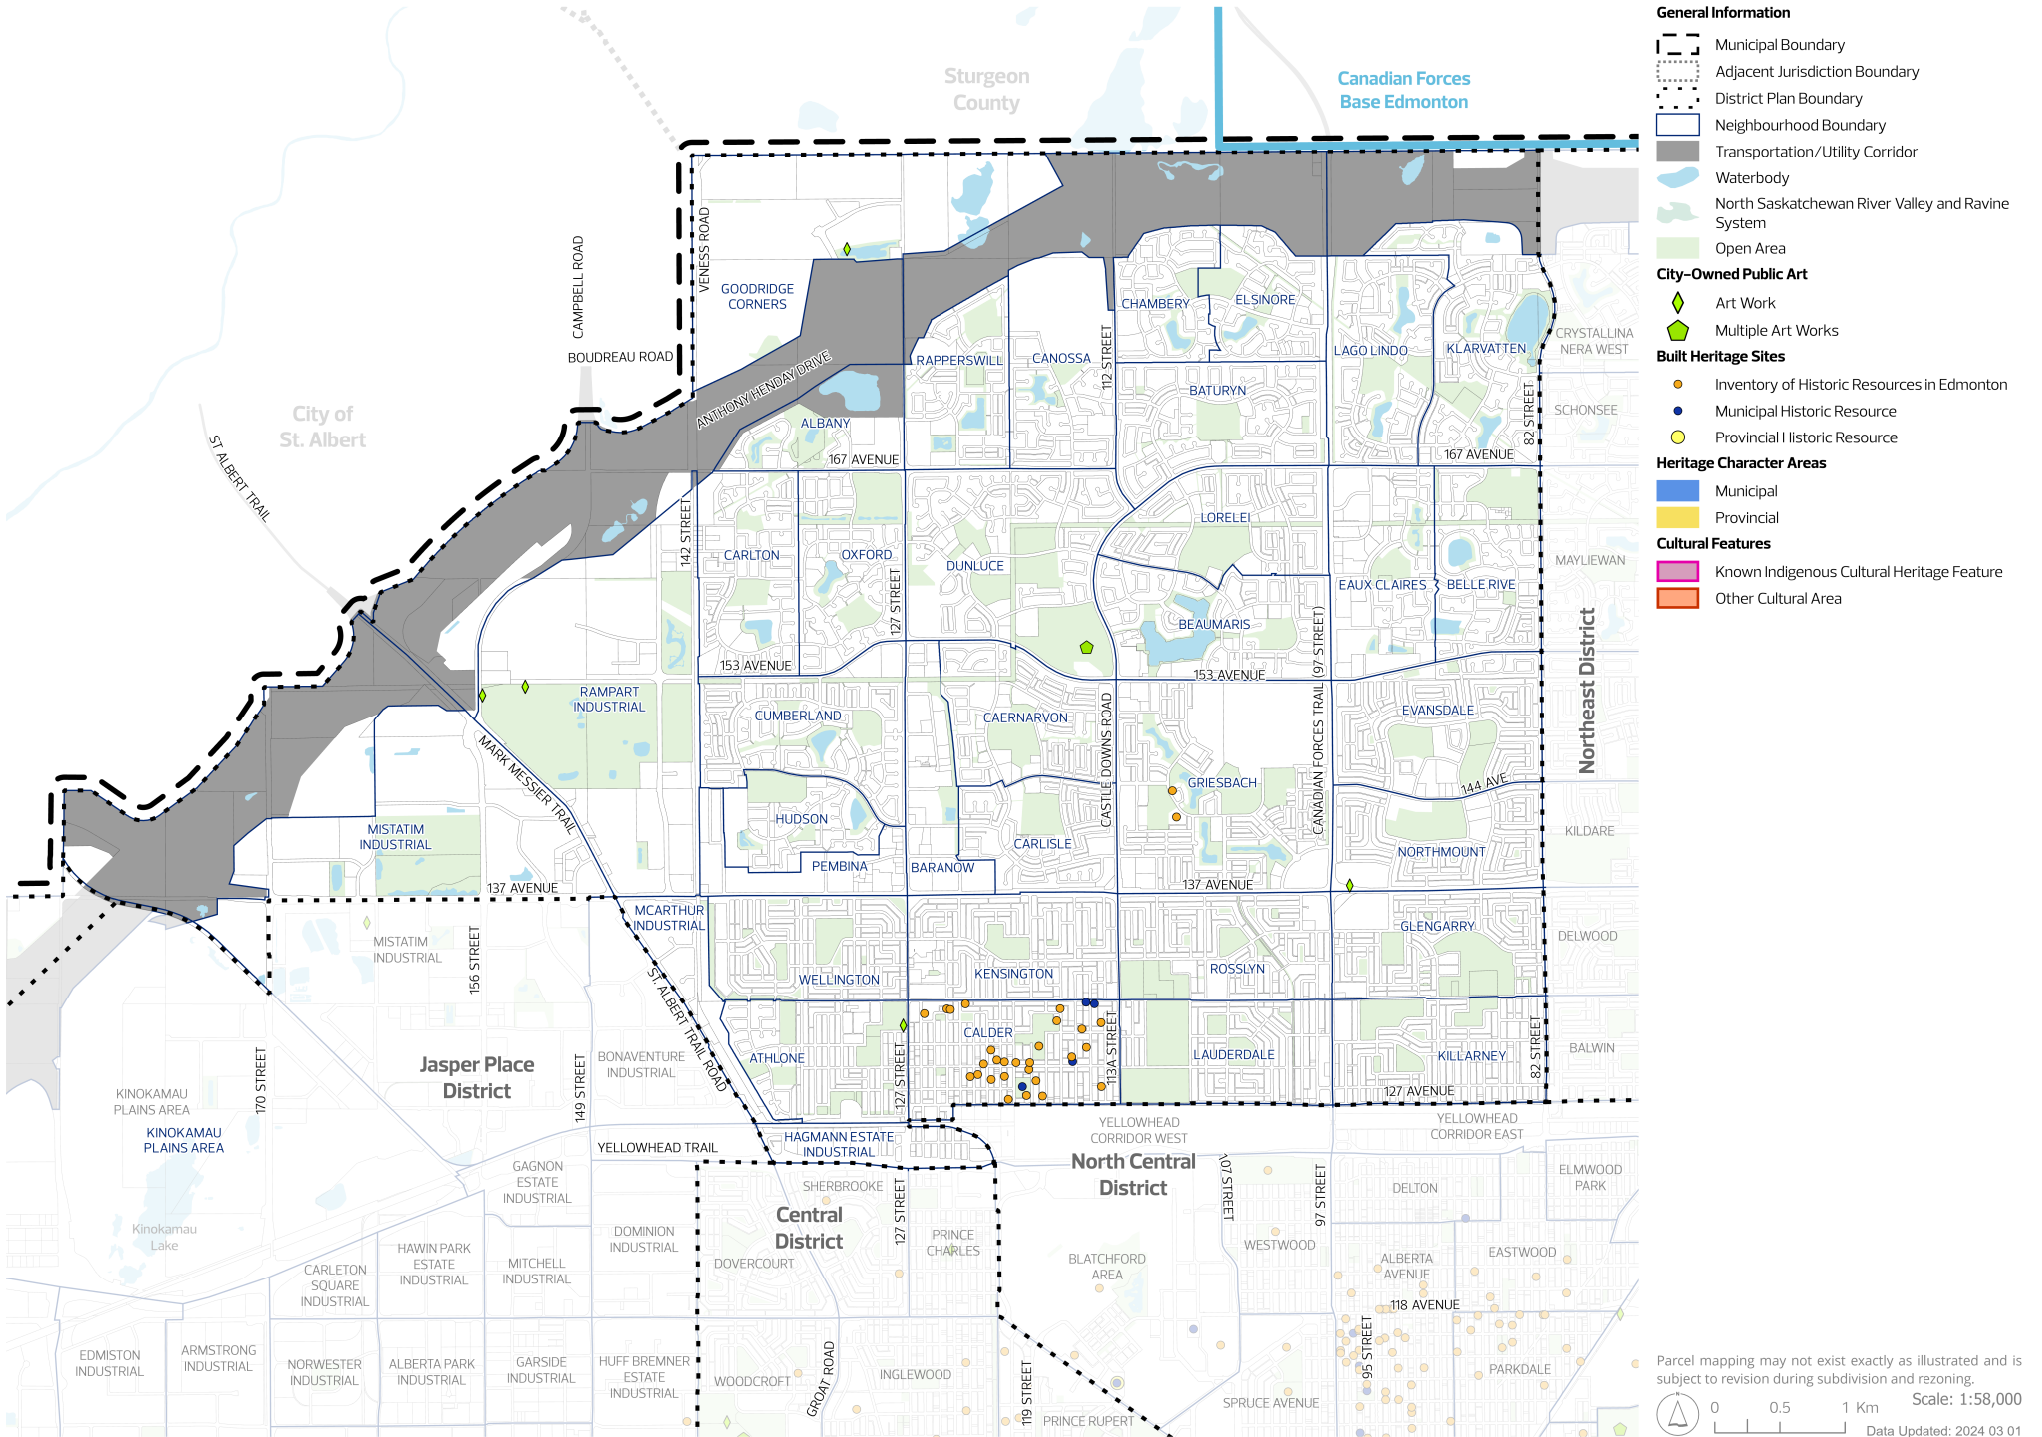 Sturgeon
County
Canadian Forces
Base Edmonton
City of
St. Albert
ST ALBERT TRAIL
CAMPBELL ROAD
BOUDREAU ROAD
VENESS ROAD
GOODRIDGE
CORNERS
ANTHONY HENDAY DRIVE
RAPPERSWILL
CANOSSA
112 STREET
CHAMBERY
ELSINORE
BATURYN
LAGO LINDO
KLARVATTEN
82 STREET
CRYSTALLINA
NERA WEST
SCHONSEE
ALBANY
167 AVENUE
167 AVENUE
142 STREET
CARLTON
OXFORD
127 STREET
DUNLUCE
LORELEI
BEAUMARIS
EAUX CLAIRES
BELLE RIVE
MAYLIEWAN
Northeast District
153 AVENUE
153 AVENUE
CANADIAN FORCES TRAIL (97 STREET)
RAMPART
INDUSTRIAL
CUMBERLAND
CAERNARVON
CASTLE DOWNS ROAD
EVANSDALE
144 AVE
GRIESBACH
MARK MESSIER TRAIL
MISTATIM
INDUSTRIAL
HUDSON
PEMBINA
BARANOW
CARLISLE
NORTHMOUNT
KILDARE
137 AVENUE
137 AVENUE
MCARTHUR
INDUSTRIAL
MISTATIM
INDUSTRIAL
156 STREET
ST. ALBERT TRAIL ROAD
WELLINGTON
KENSINGTON
ROSSLYN
GLENGARRY
DELWOOD
CALDER
ATHLONE
127 STREET
113A STREET
LAUDERDALE
KILLARNEY
82 STREET
BALWIN
127 AVENUE
Jasper Place
District
BONAVENTURE
INDUSTRIAL
170 STREET
149 STREET
KINOKAMAU
PLAINS AREA
KINOKAMAU
PLAINS AREA
Kinokamau
Lake
YELLOWHEAD TRAIL
HAGMANN ESTATE
INDUSTRIAL
YELLOWHEAD
CORRIDOR WEST
YELLOWHEAD
CORRIDOR EAST
North Central
District
GAGNON
ESTATE
INDUSTRIAL
SHERBROOKE
Central
District
127 STREET
107 STREET
97 STREET
DELTON
ELMWOOD
PARK
DOMINION
INDUSTRIAL
HAWIN PARK
ESTATE
INDUSTRIAL
MITCHELL
INDUSTRIAL
CARLETON
SQUARE
INDUSTRIAL
DOVERCOURT
PRINCE
CHARLES
BLATCHFORD
AREA
WESTWOOD
ALBERTA
AVENUE
EASTWOOD
118 AVENUE
EDMISTON
INDUSTRIAL
ARMSTRONG
INDUSTRIAL
NORWESTER
INDUSTRIAL
ALBERTA PARK
INDUSTRIAL
GARSIDE
INDUSTRIAL
HUFF BREMNER
ESTATE
INDUSTRIAL
WOODCROFT
GROAT ROAD
INGLEWOOD
119 STREET
PRINCE RUPERT
SPRUCE AVENUE
95 STREET
PARKDALE
General Information
Municipal Boundary
Adjacent Jurisdiction Boundary
District Plan Boundary
Neighbourhood Boundary
Transportation/Utility Corridor
Waterbody
North Saskatchewan River Valley and Ravine
System
Open Area
City-Owned Public Art
Art Work
Multiple Art Works
Built Heritage Sites
Inventory of Historic Resources in Edmonton
Municipal Historic Resource
Provincial Historic Resource
Heritage Character Areas
Municipal
Provincial
Cultural Features
Known Indigenous Cultural Heritage Feature
Other Cultural Area
Parcel mapping may not exist exactly as illustrated and is
subject to revision during subdivision and rezoning.
Scale: 1:58,000
N
0 0.5 1 Km
Data Updated: 2024 03 01